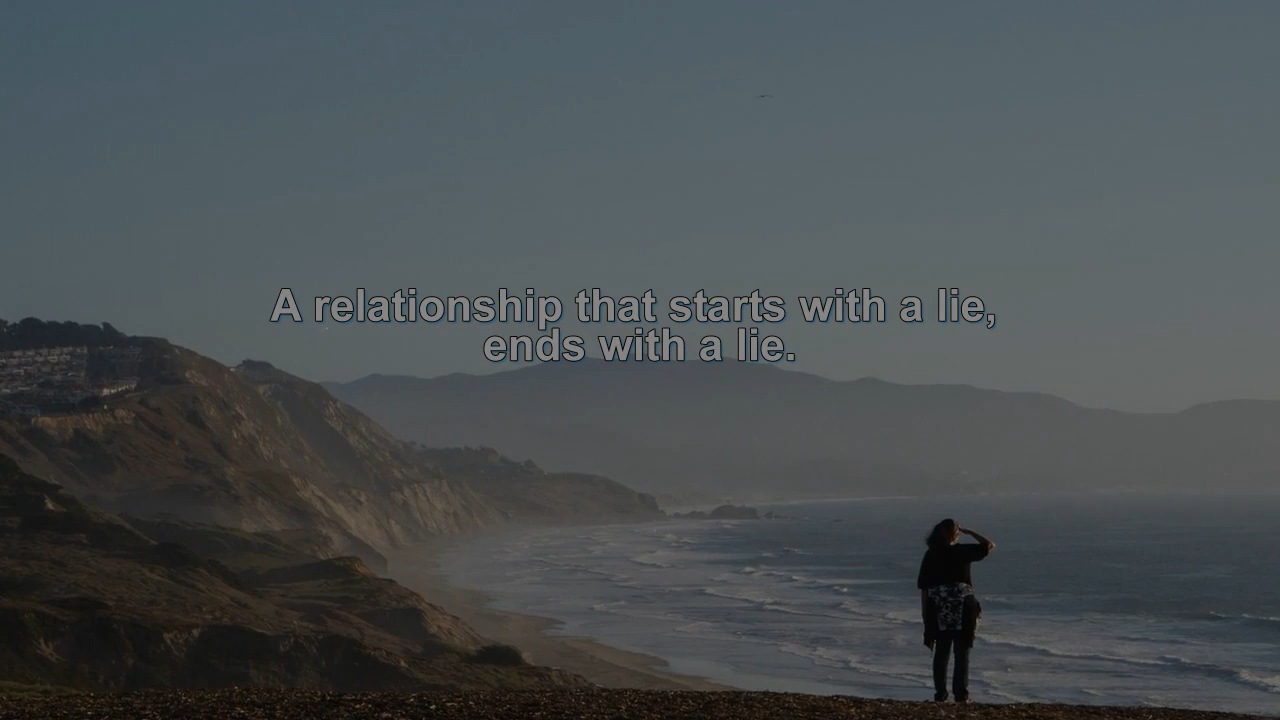 A relationship that starts with a lie,
ends with a lie.